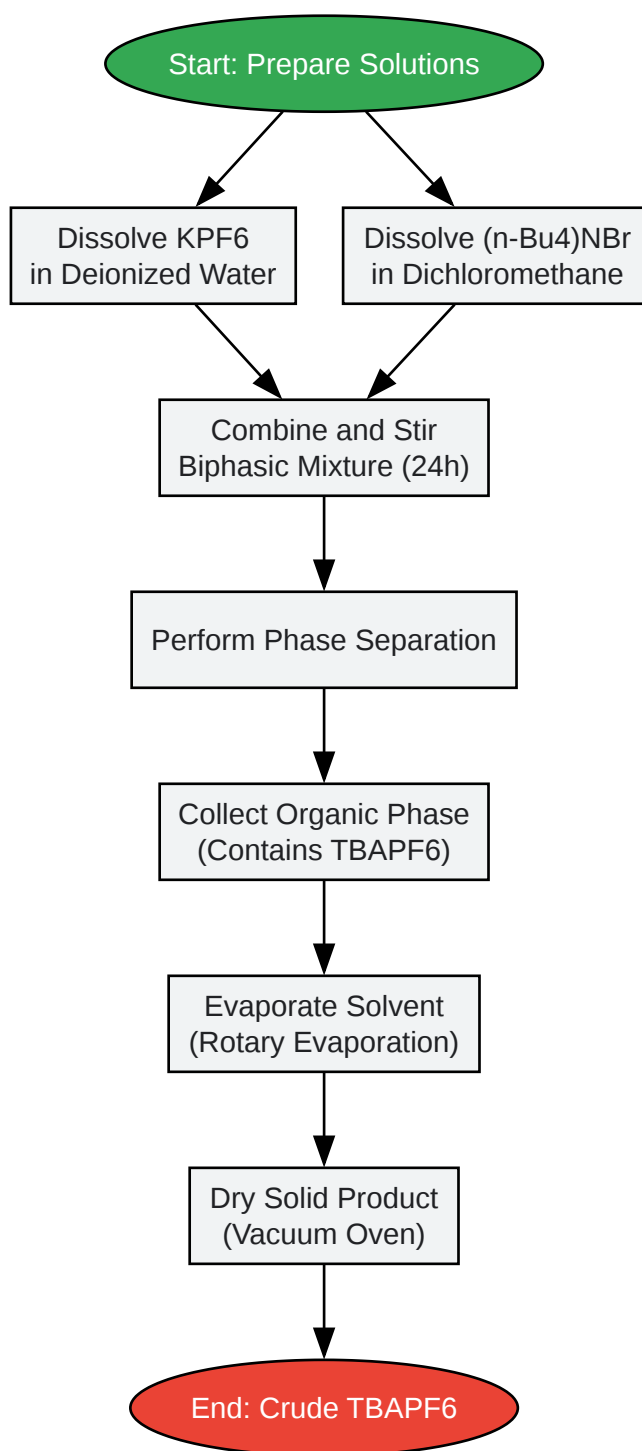 Start: Prepare Solutions
Dissolve KPF6
in Deionized Water
Dissolve (n-Bu4)NBr
in Dichloromethane
Combine and Stir
Biphasic Mixture (24h)
Perform Phase Separation
Collect Organic Phase
(Contains TBAPF6)
Evaporate Solvent
(Rotary Evaporation)
Dry Solid Product
(Vacuum Oven)
End: Crude TBAPF6